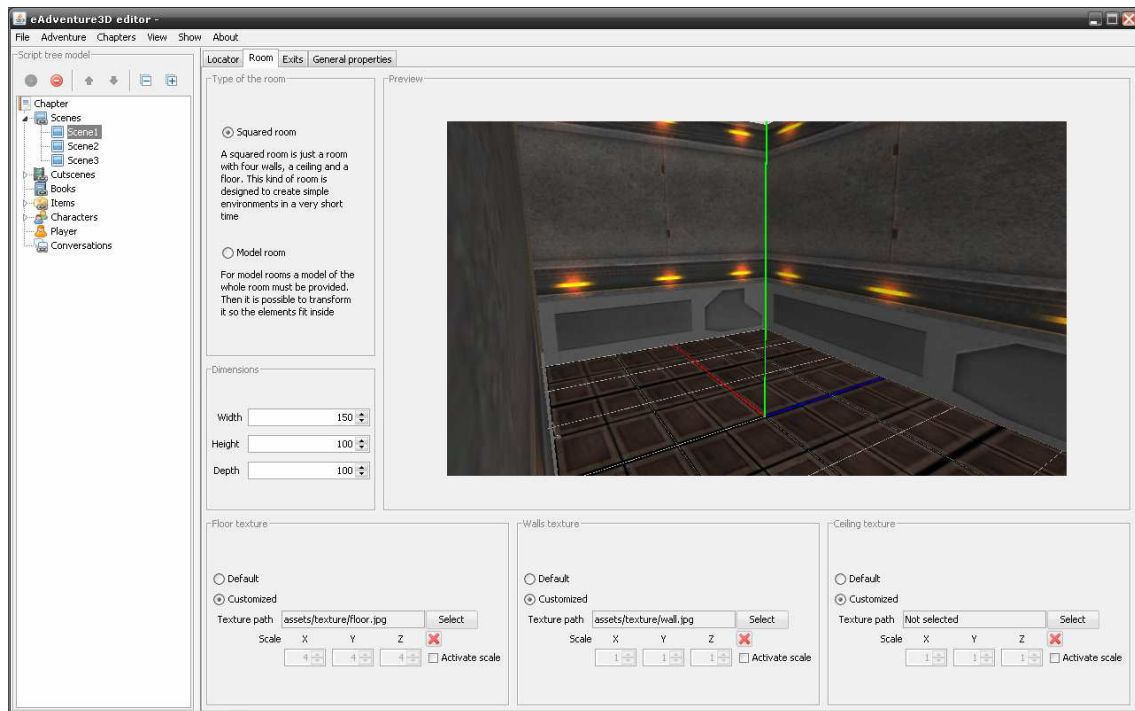 eAdventure3D editor -
File Adventure Chapters View Show About
Script tree model
Chapter
Scenes
Scene1
Scene2
Scene3
Cutscenes
Books
Items
Characters
Player
Conversations
Locator Room Exits General properties
Type of the room
Squared room
A squared room is just a room
with four walls, a ceiling and a
floor. This kind of room is
designed to create simple
environments in a very short
time
Model room
For model rooms a model of the
whole room must be provided.
Then it is possible to transform
it so the elements fit inside
Dimensions
Width 150
Height 100
Depth 100
Preview
Floor texture
Default
Customized
Texture path assets/texture/floor.jpg Select
Scale X Y Z
4 4 4 Activate scale
Walls texture
Default
Customized
Texture path assets/texture/wall.jpg Select
Scale X Y Z
1 1 1 Activate scale
Ceiling texture
Default
Customized
Texture path Not selected Select
Scale X Y Z
1 1 1 Activate scale